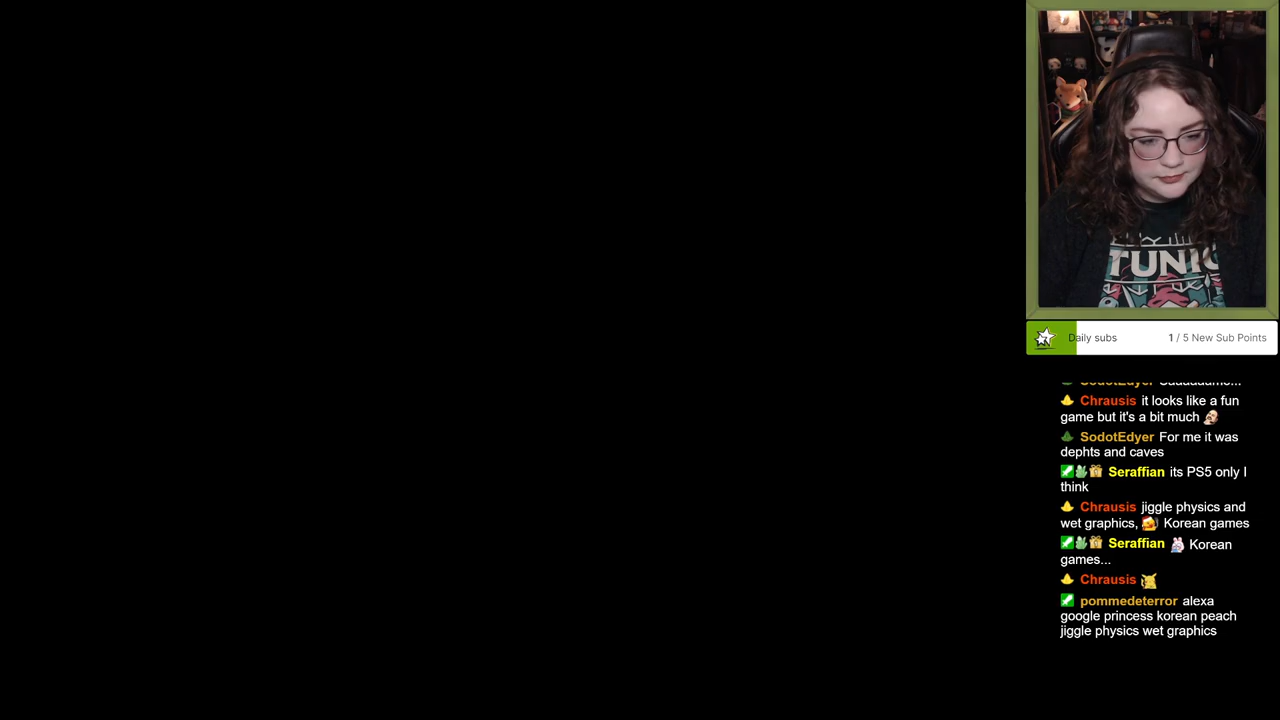 TUNIC
Daily subs 1 / 5 New Sub Points
Chrausis it looks like a fun
game but it's a bit much
SodotEdyer For me it was
dephts and caves
Seraffian its PS5 only I
think
Chrausis jiggle physics and
wet graphics, Korean games
Seraffian Korean
games...
Chrausis
pommedeterror alexa
google princess korean peach
jiggle physics wet graphics